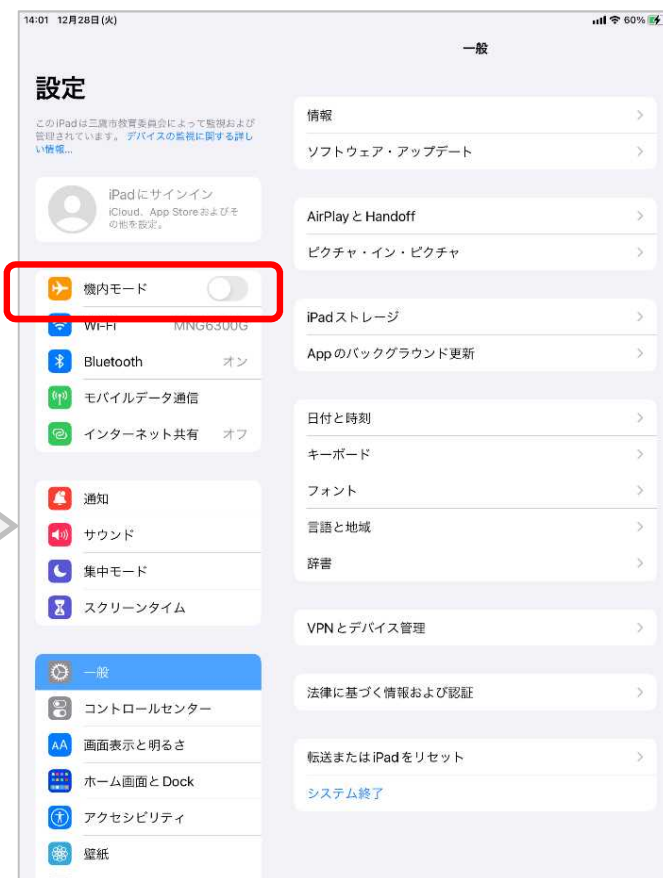 14:01 12月28日(火)
60%
設定
このiPadは三鷹市教育委員会によって監視および
管理されています。デバイスの監視に関する詳し
い情報...
iPadにサインイン
iCloud、App Storeおよびそ
の他を設定。
機内モード
Wi-Fi MNG6300G
Bluetooth オン
モバイルデータ通信
インターネット共有 オフ
通知
サウンド
集中モード
スクリーンタイム
一般
コントロールセンター
AA 画面表示と明るさ
ホーム画面とDock
アクセシビリティ
壁紙
一般
情報
ソフトウェア・アップデート
AirPlayとHandoff
ピクチャ・イン・ピクチャ
iPadストレージ
Appのバックグラウンド更新
日付と時刻
キーボード
フォント
言語と地域
辞書
VPNとデバイス管理
法律に基づく情報および認証
転送またはiPadをリセット
システム終了